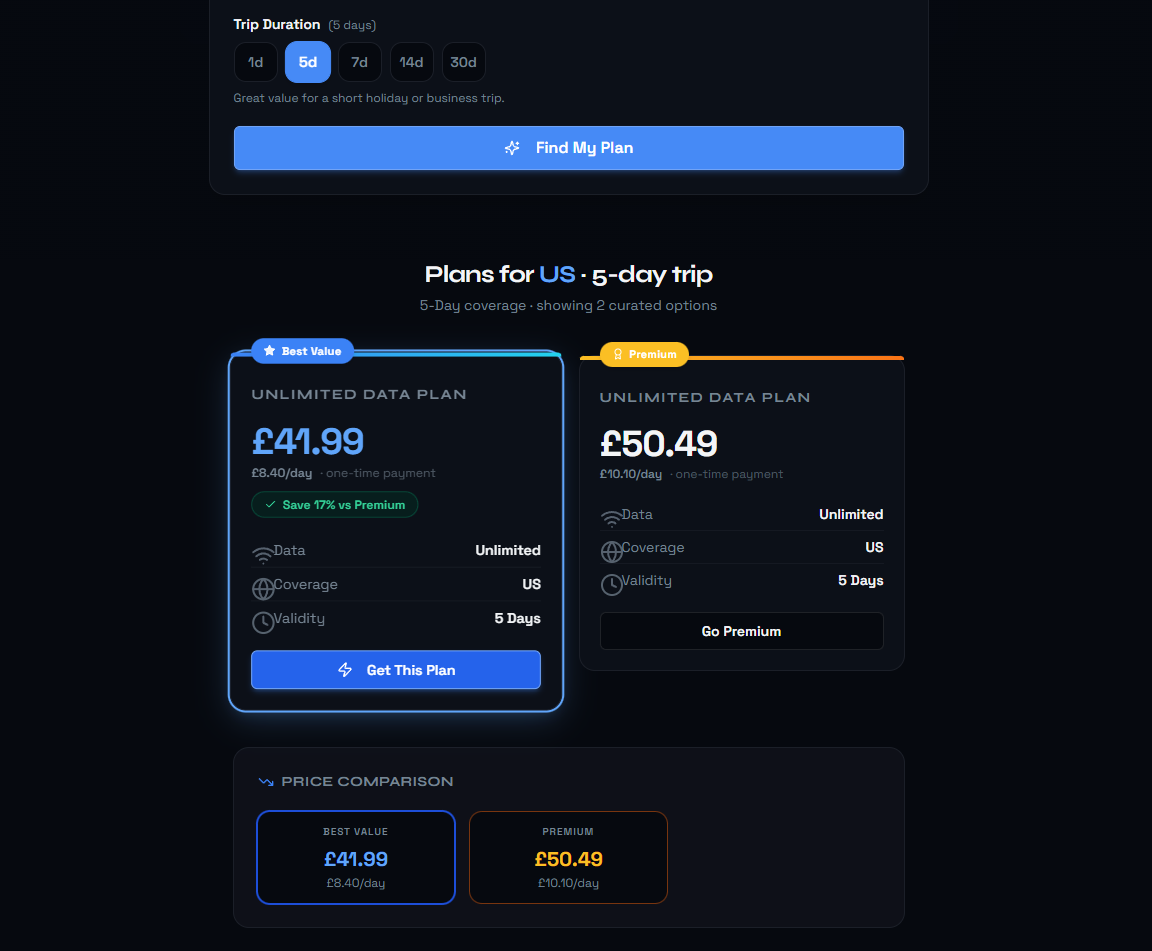 Trip Duration (5 days)
1d 5d 7d 14d 30d
Great value for a short holiday or business trip.
Find My Plan
Plans for US · 5-day trip
5-Day coverage · showing 2 curated options
Best Value
UNLIMITED DATA PLAN
£41.99
£8.40/day · one-time payment
Save 17% vs Premium
Data Unlimited
Coverage US
Validity 5 Days
Get This Plan
Premium
UNLIMITED DATA PLAN
£50.49
£10.10/day · one-time payment
Data Unlimited
Coverage US
Validity 5 Days
Go Premium
PRICE COMPARISON
BEST VALUE
£41.99
£8.40/day
PREMIUM
£50.49
£10.10/day